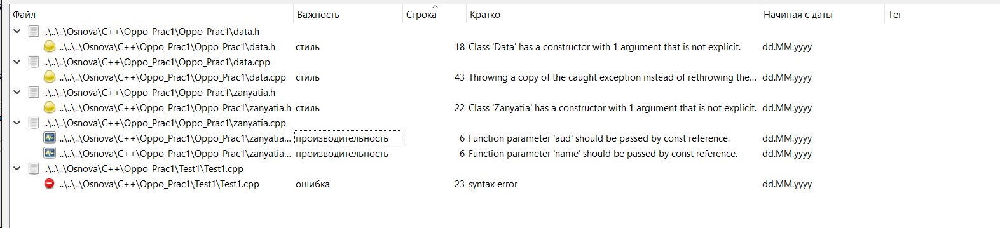 Файл Важность Строка Кратко Начиная с даты Тег
..\..\..\Osnova\C++\Oppo_Prac1\Oppo_Prac1\data.h
..\..\..\Osnova\C++\Oppo_Prac1\Oppo_Prac1\data.h стиль 18 Class 'Data' has a constructor with 1 argument that is not explicit. dd.MM.yyyy
..\..\..\Osnova\C++\Oppo_Prac1\Oppo_Prac1\data.cpp
..\..\..\Osnova\C++\Oppo_Prac1\Oppo_Prac1\data.cpp стиль 43 Throwing a copy of the caught exception instead of rethrowing the... dd.MM.yyyy
..\..\..\Osnova\C++\Oppo_Prac1\Oppo_Prac1\zanyatia.h
..\..\..\Osnova\C++\Oppo_Prac1\Oppo_Prac1\zanyatia.h стиль 22 Class 'Zanyatia' has a constructor with 1 argument that is not explicit. dd.MM.yyyy
..\..\..\Osnova\C++\Oppo_Prac1\Oppo_Prac1\zanyatia.cpp
..\..\..\Osnova\C++\Oppo_Prac1\Oppo_Prac1\zanyatia... производительность 6 Function parameter 'aud' should be passed by const reference. dd.MM.yyyy
..\..\..\Osnova\C++\Oppo_Prac1\Oppo_Prac1\zanyatia... производительность 6 Function parameter 'name' should be passed by const reference. dd.MM.yyyy
..\..\..\Osnova\C++\Oppo_Prac1\Test1\Test1.cpp
..\..\..\Osnova\C++\Oppo_Prac1\Test1\Test1.cpp ошибка 23 syntax error dd.MM.yyyy